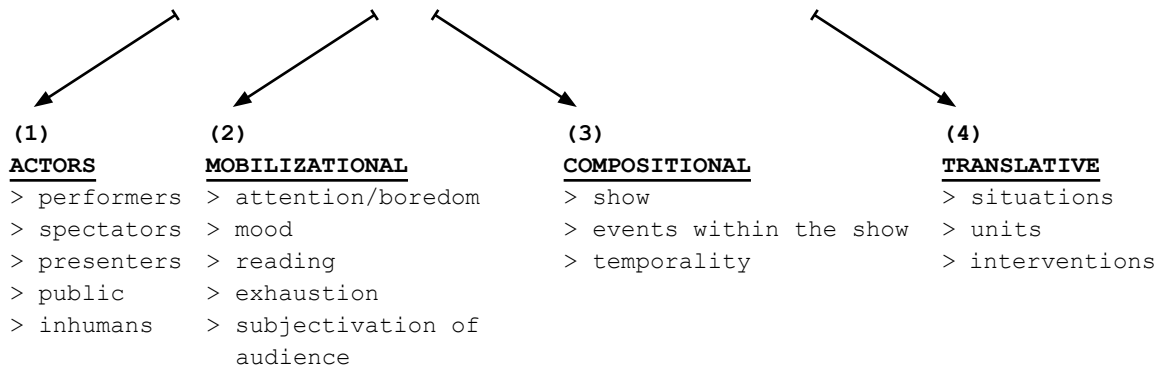 (1)
ACTORS
> performers
> spectators
> presenters
> public
> inhumans
(2)
MOBILIZATIONAL
> attention/boredom
> mood
> reading
> exhaustion
> subjectivation of
audience
(3)
COMPOSITIONAL
> show
> events within the show
> temporality
(4)
TRANSLATIVE
> situations
> units
> interventions